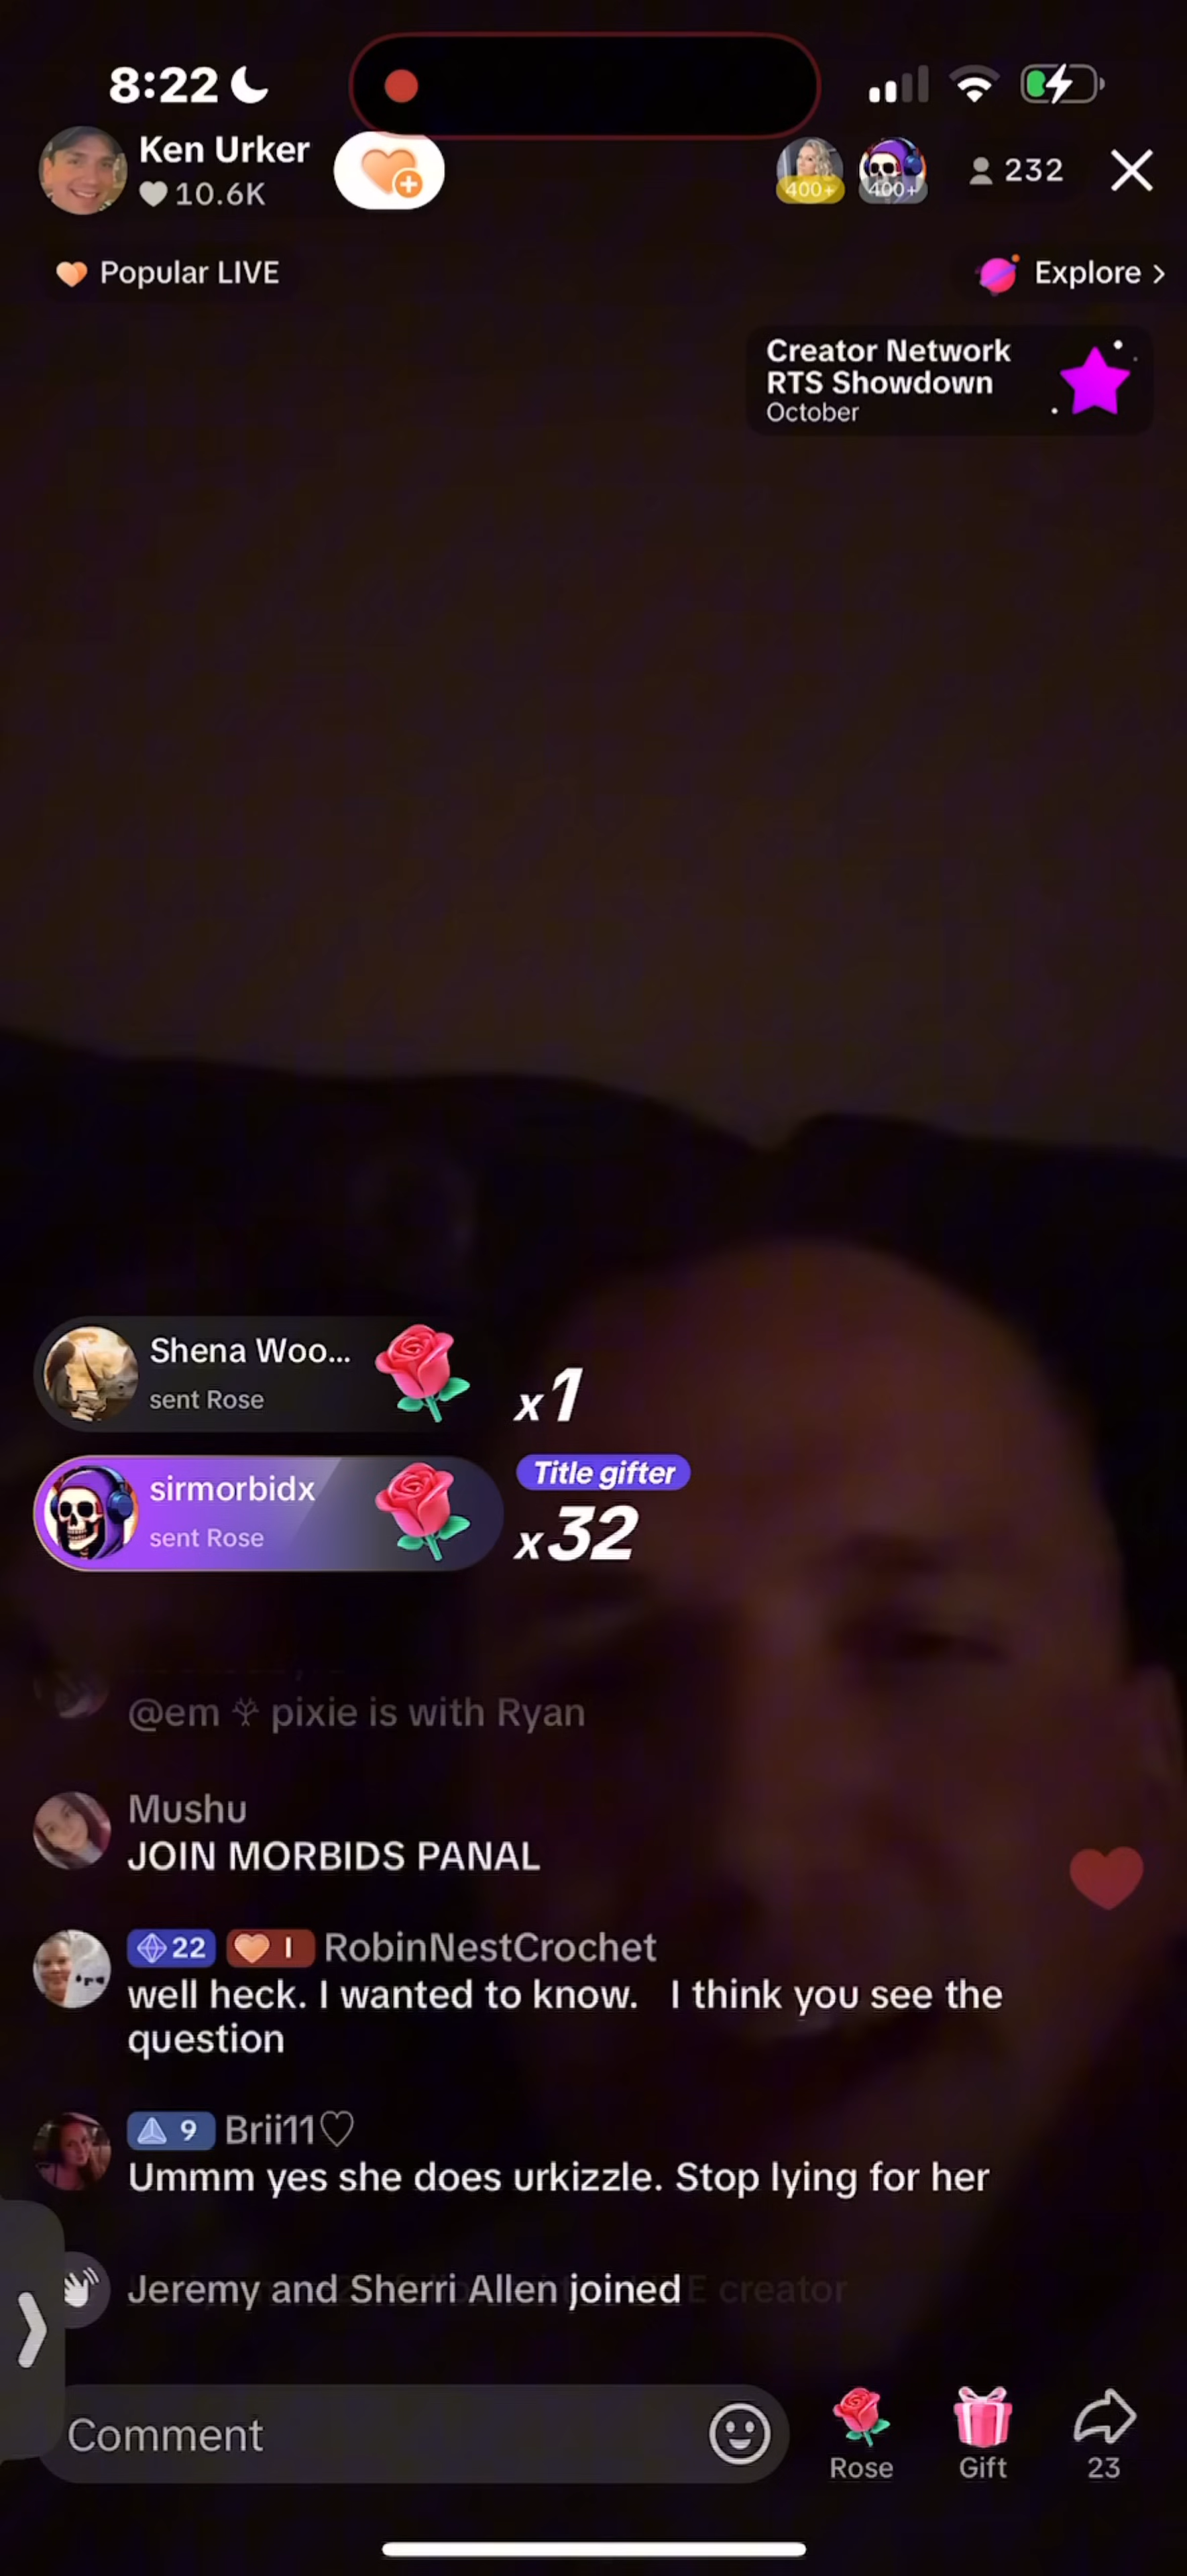 8:22
Ken Urker
10.6K
400+
400+
232
Popular LIVE
Explore >
Creator Network
RTS Showdown
October
Shena Woo...
sent Rose
x1
sirmorbidx
sent Rose
Title gifter
x32
@em pixie is with Ryan
Mushu
JOIN MORBIDS PANAL
22 I RobinNestCrochet
well heck. I wanted to know. I think you see the
question
9 Brii11♡
Ummm yes she does urkizzle. Stop lying for her
Jeremy and Sherri Allen joined
creator
Comment
Rose
Gift
23